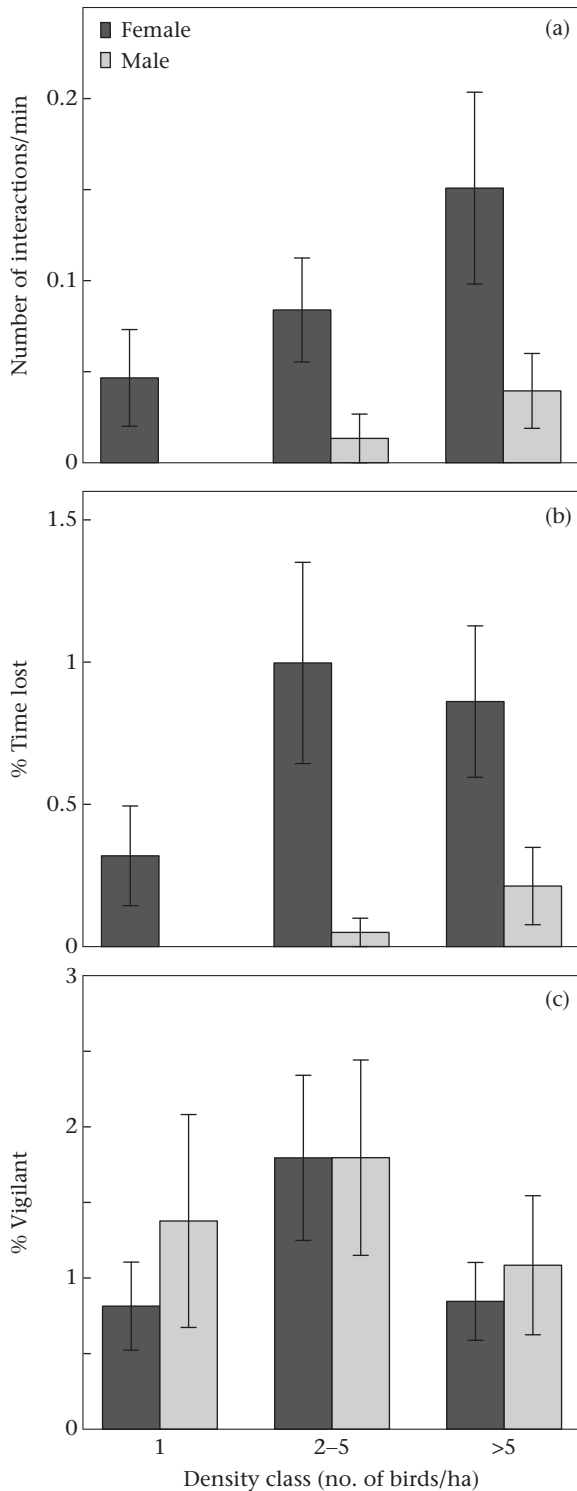 Female
Male
(a)
Number of interactions/min
0.2
0.1
0
(b)
% Time lost
1.5
1
0.5
0
(c)
% Vigilant
3
2
1
0
1 2–5 >5
Density class (no. of birds/ha)